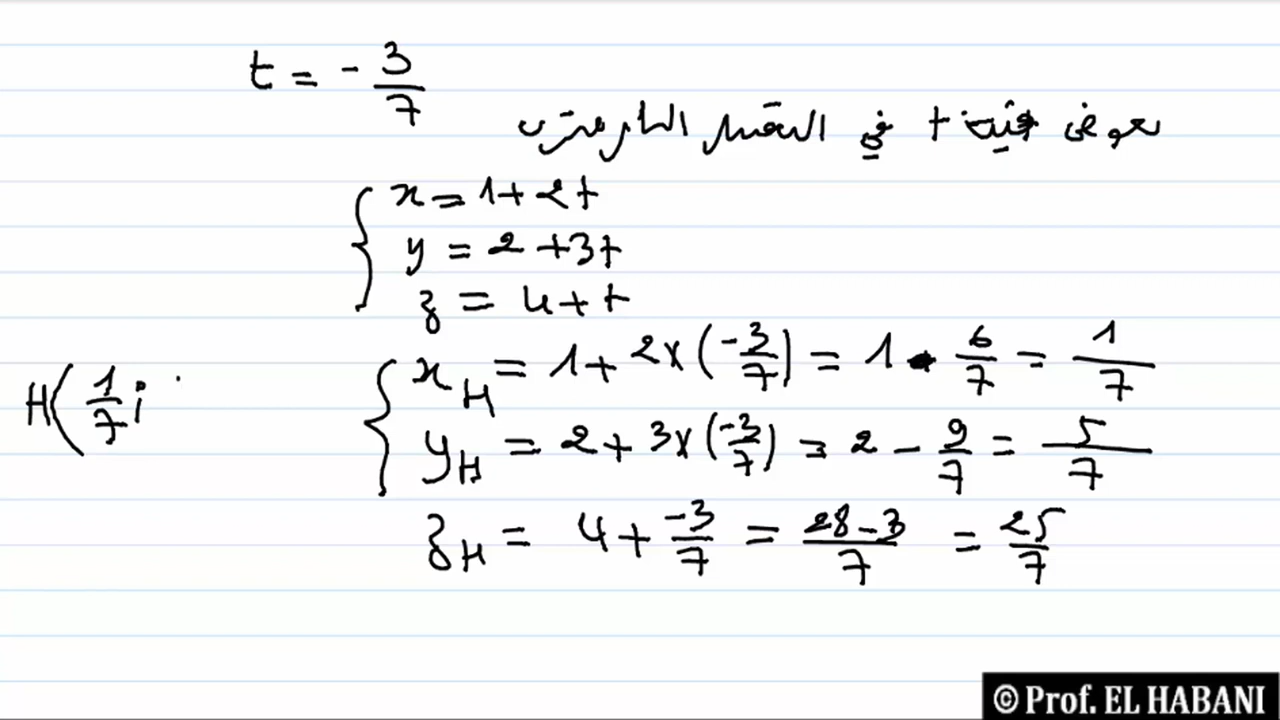 t = - 3/7
نعوض قيمة t في التمثيل البارامتري
{ x = 1 + 2t
y = 2 + 3t
z = 4 + t
H( 1/7 ;
{ x_H = 1 + 2 × ( -3/7 ) = 1 - 6/7 = 1/7
y_H = 2 + 3 × ( -3/7 ) = 2 - 9/7 = 5/7
z_H = 4 + -3/7 = 28 - 3/7 = 25/7
© Prof. EL HABANI